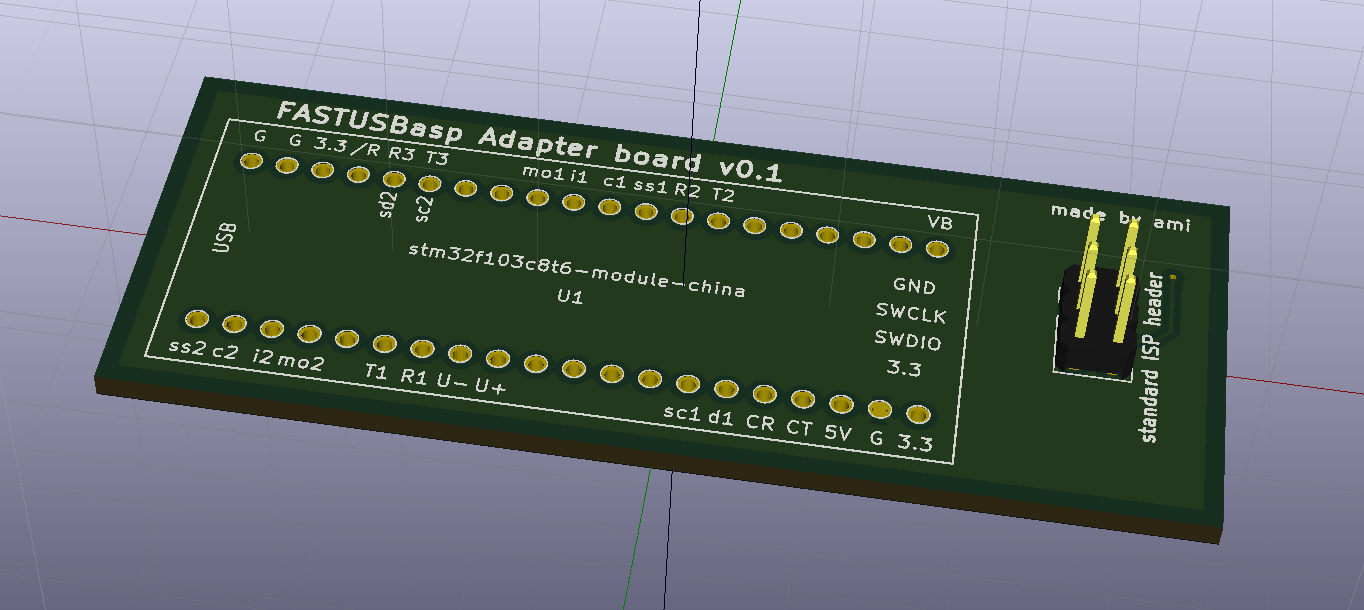 FASTUSBasp Adapter board v0.1
G G 3.3 /R R3 T3 mo1 i1 c1 ss1 R2 T2 VB
made by ami
sd2
sc2
USB
stm32f103c8t6-module-china
U1
GND
SWCLK
SWDIO
3.3
standard ISP header
ss2 c2 i2 mo2 T1 R1 U- U+ sc1 d1 CR CT 5V G 3.3